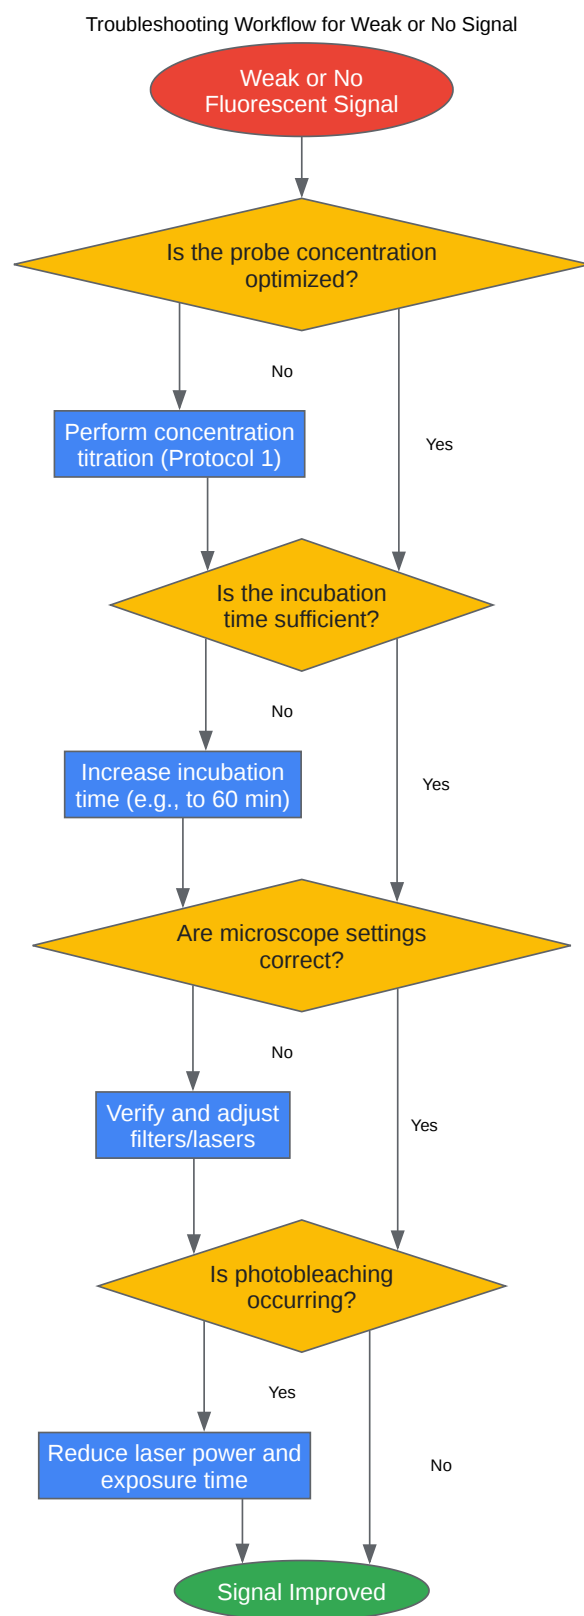 Troubleshooting Workflow for Weak or No Signal
Weak or No
Fluorescent Signal
Is the probe concentration
optimized?
No
Perform concentration
titration (Protocol 1)
Yes
Is the incubation
time sufficient?
No
Increase incubation
time (e.g., to 60 min)
Yes
Are microscope settings
correct?
No
Verify and adjust
filters/lasers
Yes
Is photobleaching
occurring?
Yes
Reduce laser power and
exposure time
No
Signal Improved